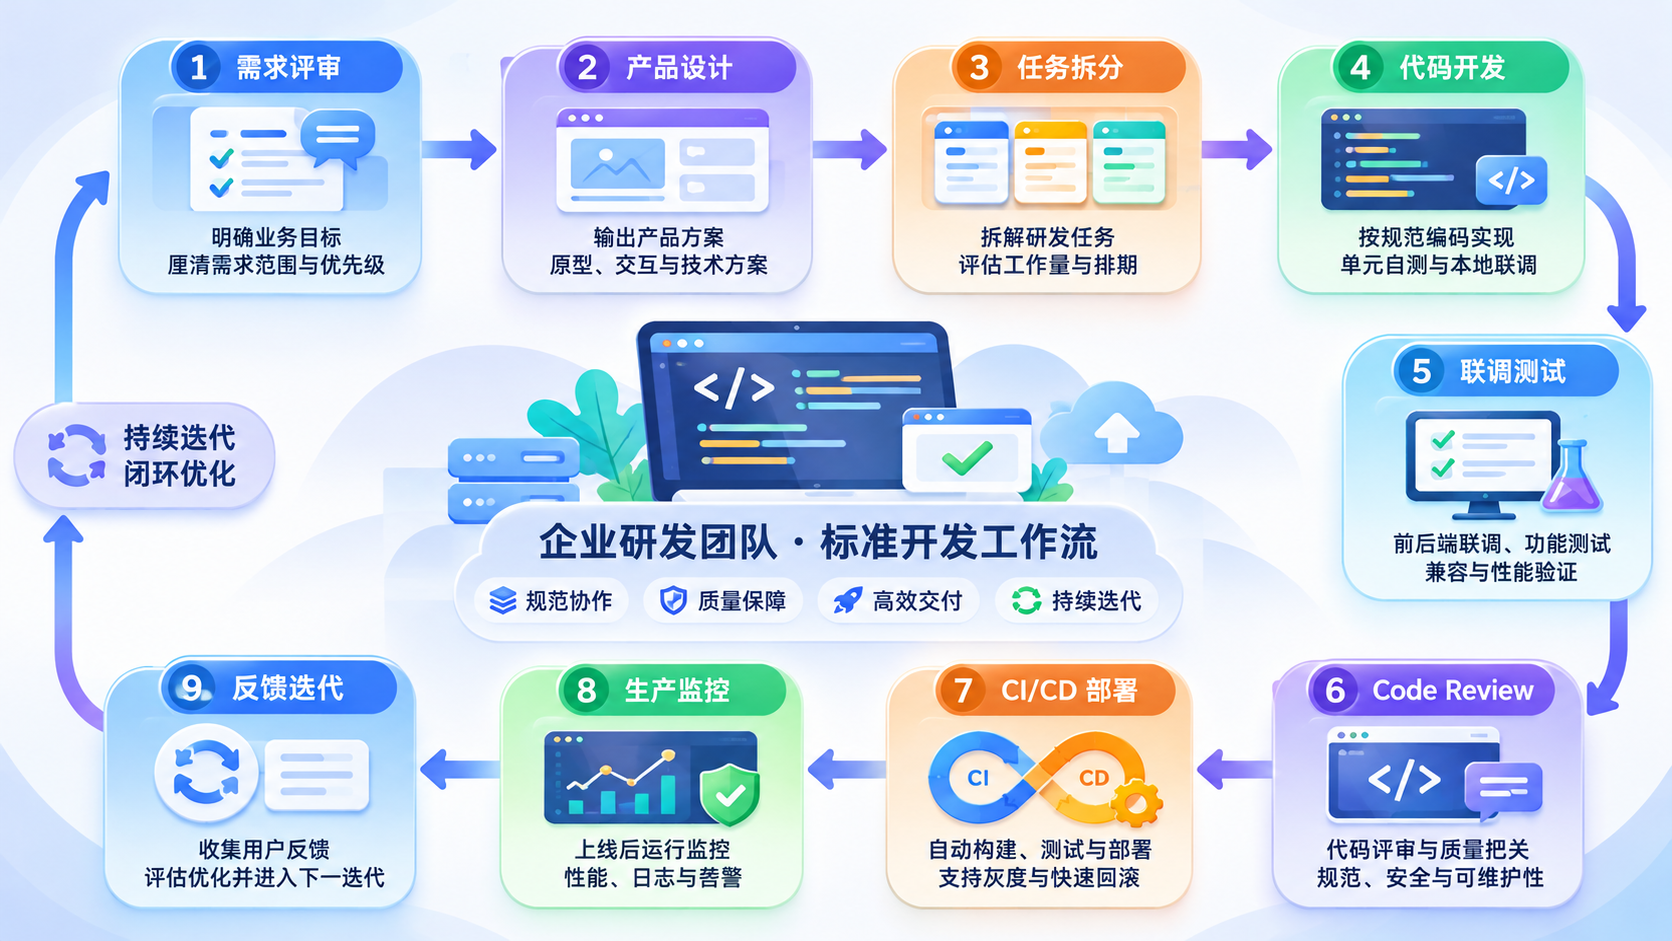 1 需求评审
明确业务目标
厘清需求范围与优先级
2 产品设计
输出产品方案
原型、交互与技术方案
3 任务拆分
拆解研发任务
评估工作量与排期
4 代码开发
</>
按规范编码实现
单元自测与本地联调
5 联调测试
前后端联调、功能测试
兼容与性能验证
6 Code Review
</>
代码评审与质量把关
规范、安全与可维护性
7 CI/CD 部署
CI
CD
自动构建、测试与部署
支持灰度与快速回滚
8 生产监控
上线后运行监控
性能、日志与警
9 反馈迭代
收集用户反馈
评估优化并进入下一迭代
持续迭代
闭环优化
</>
企业研发团队 · 标准开发工作流
规范协作
质量保障
高效交付
持续迭代